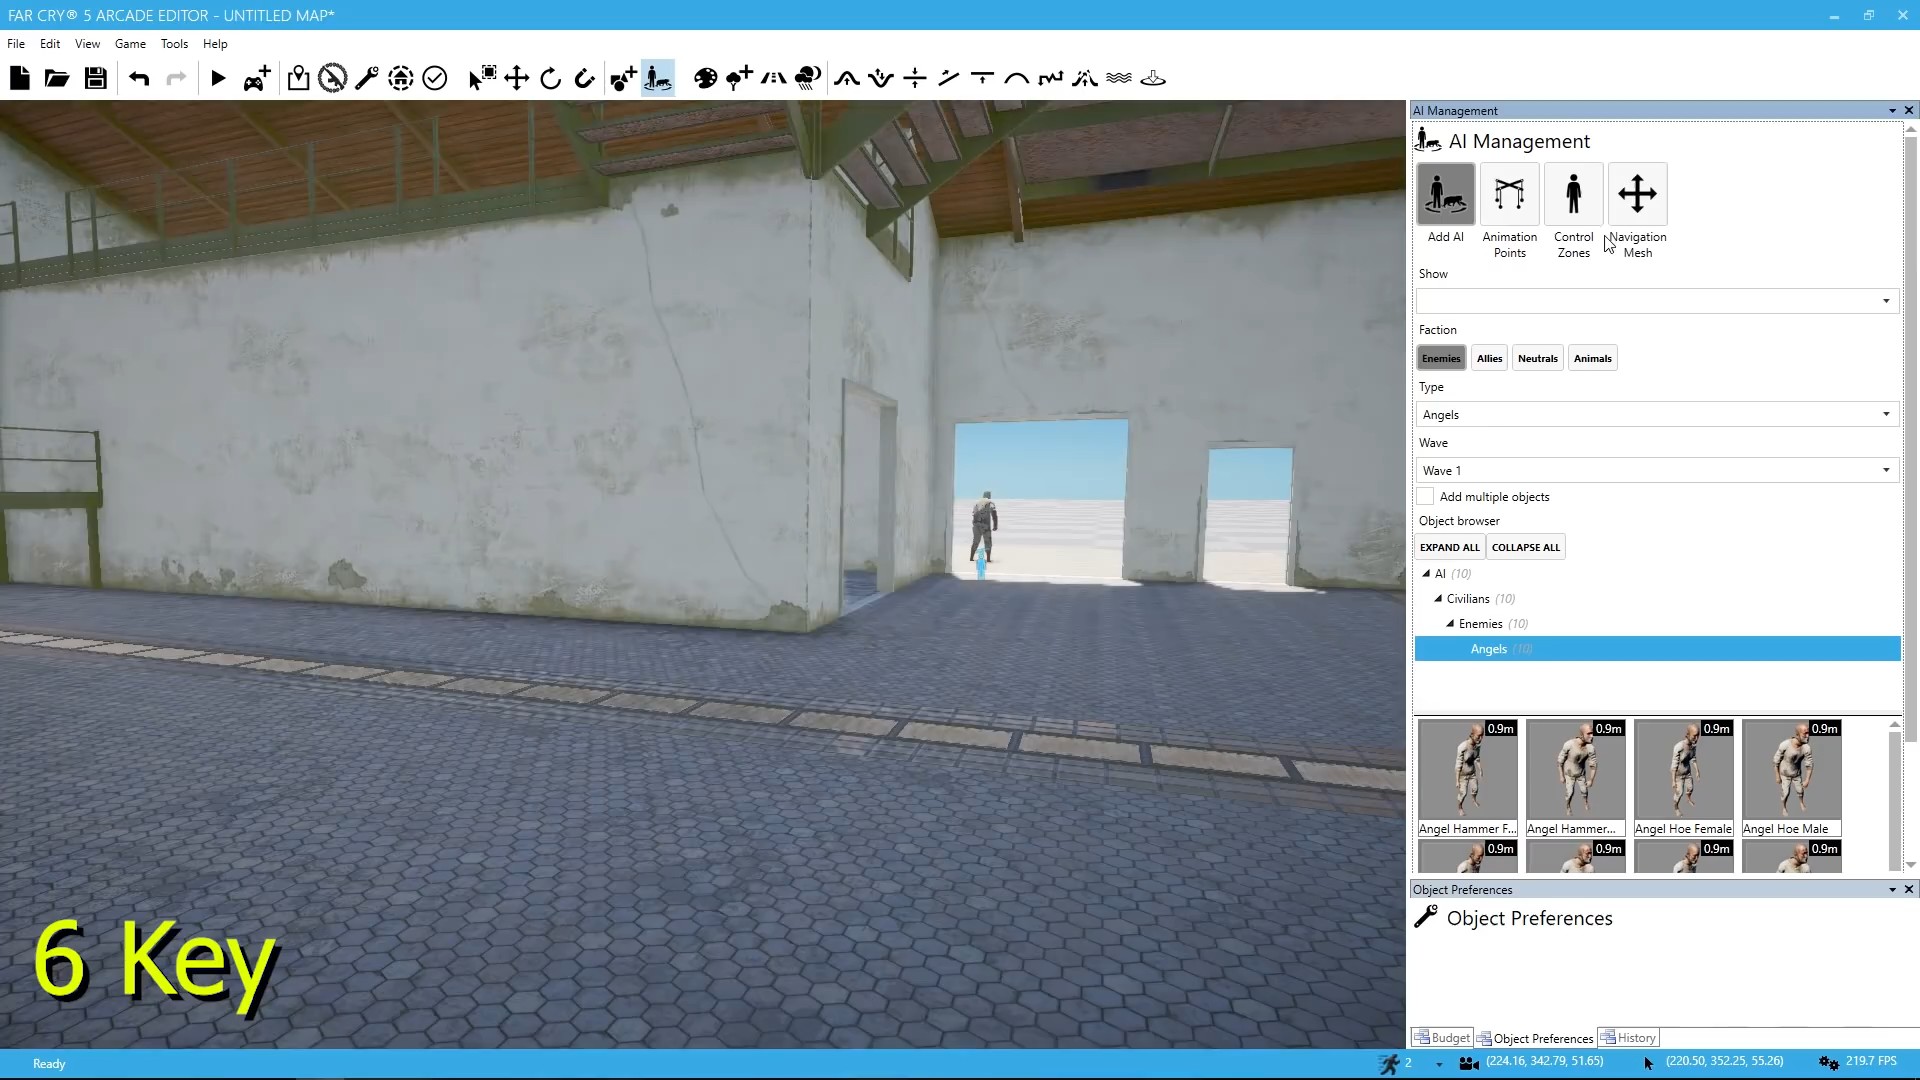 FAR CRY® 5 ARCADE EDITOR - UNTITLED MAP*
File Edit View Game Tools Help
AI Management
AI Management
Add AI
Animation Points
Control Zones
Navigation Mesh
Show
Faction
Enemies Allies Neutrals Animals
Type
Angels
Wave
Wave 1
Add multiple objects
Object browser
EXPAND ALL COLLAPSE ALL
AI (10)
Civilians (10)
Enemies (10)
Angels (10)
0.9m 0.9m 0.9m 0.9m
Angel Hammer F... Angel Hammer... Angel Hoe Female Angel Hoe Male
0.9m 0.9m 0.9m 0.9m
Object Preferences
Object Preferences
6 Key
Budget Object Preferences History
Ready 2 (224.16, 342.79, 51.65) (220.50, 352.25, 55.26) 219.7 FPS